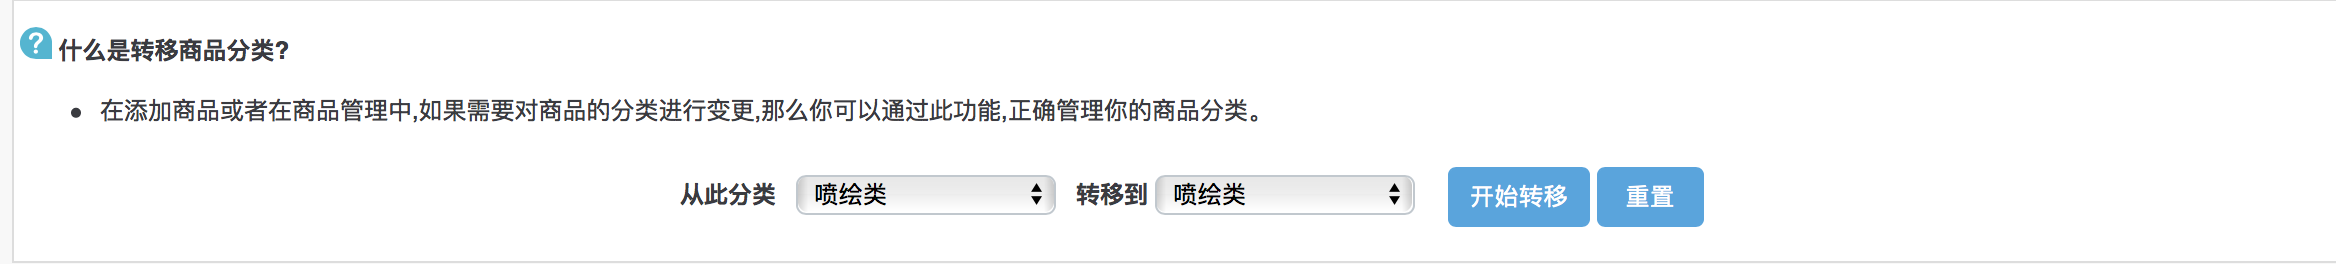 什么是转移商品分类?
在添加商品或者在商品管理中,如果需要对商品的分类进行变更,那么你可以通过此功能,正确管理你的商品分类。
从此分类 喷绘类 转移到 喷绘类 开始转移 重置